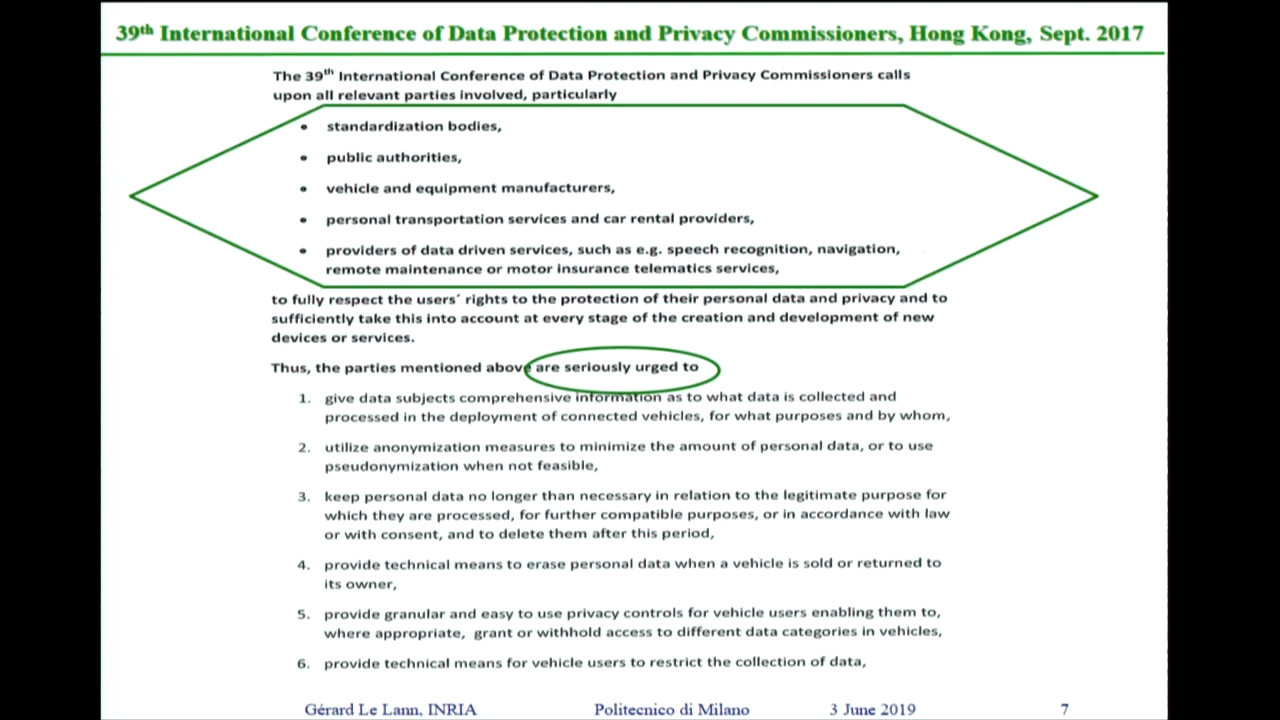 39th International Conference of Data Protection and Privacy Commissioners, Hong Kong, Sept. 2017
The 39th International Conference of Data Protection and Privacy Commissioners calls
upon all relevant parties involved, particularly
• standardization bodies,
• public authorities,
• vehicle and equipment manufacturers,
• personal transportation services and car rental providers,
• providers of data driven services, such as e.g. speech recognition, navigation,
remote maintenance or motor insurance telematics services,
to fully respect the users´ rights to the protection of their personal data and privacy and to
sufficiently take this into account at every stage of the creation and development of new
devices or services.
Thus, the parties mentioned above are seriously urged to
1. give data subjects comprehensive information as to what data is collected and
processed in the deployment of connected vehicles, for what purposes and by whom,
2. utilize anonymization measures to minimize the amount of personal data, or to use
pseudonymization when not feasible,
3. keep personal data no longer than necessary in relation to the legitimate purpose for
which they are processed, for further compatible purposes, or in accordance with law
or with consent, and to delete them after this period,
4. provide technical means to erase personal data when a vehicle is sold or returned to
its owner,
5. provide granular and easy to use privacy controls for vehicle users enabling them to,
where appropriate, grant or withhold access to different data categories in vehicles,
6. provide technical means for vehicle users to restrict the collection of data,
Gérard Le Lann, INRIA Politecnico di Milano 3 June 2019 7